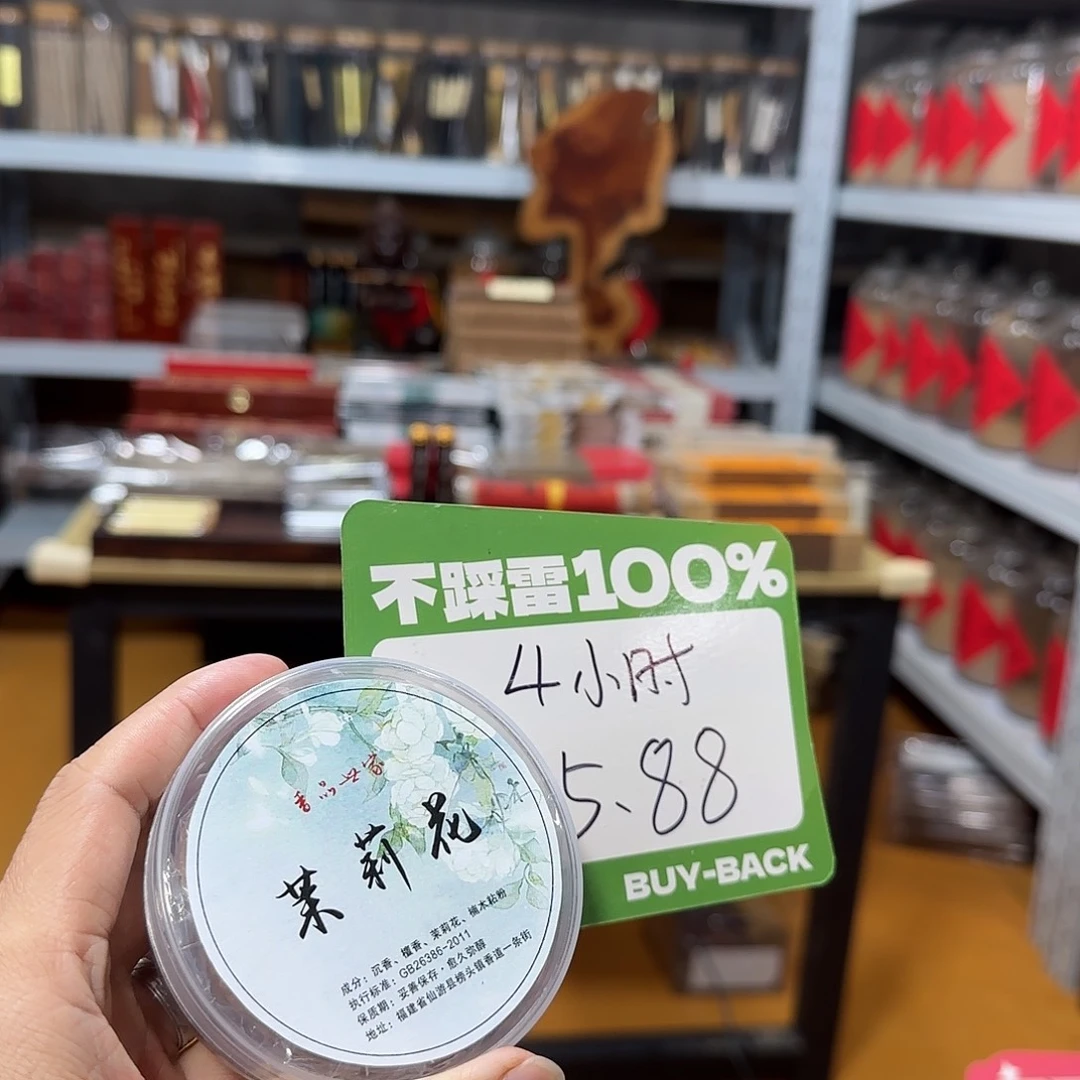 不踩雷100%
4小时
5.88
BUY-BACK
香品世家
茉莉花
成分：沉香、檀香、茉莉花、楠木粘粉
执行标准：GB26386-2011
保质期：妥善保存·愈久弥醇
地址：福建省仙游县榜头镇香道一条街